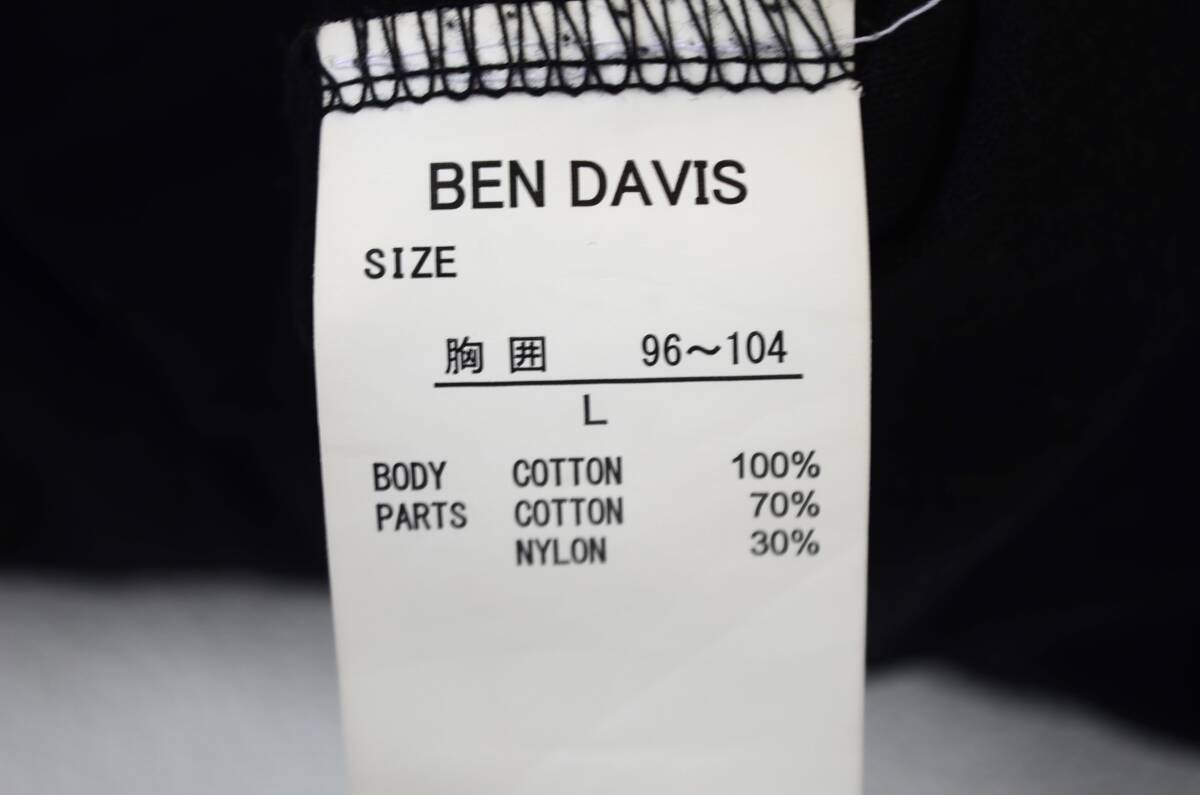 BEN DAVIS
SIZE
胸囲 96～104
L
BODY COTTON 100%
PARTS COTTON 70%
NYLON 30%